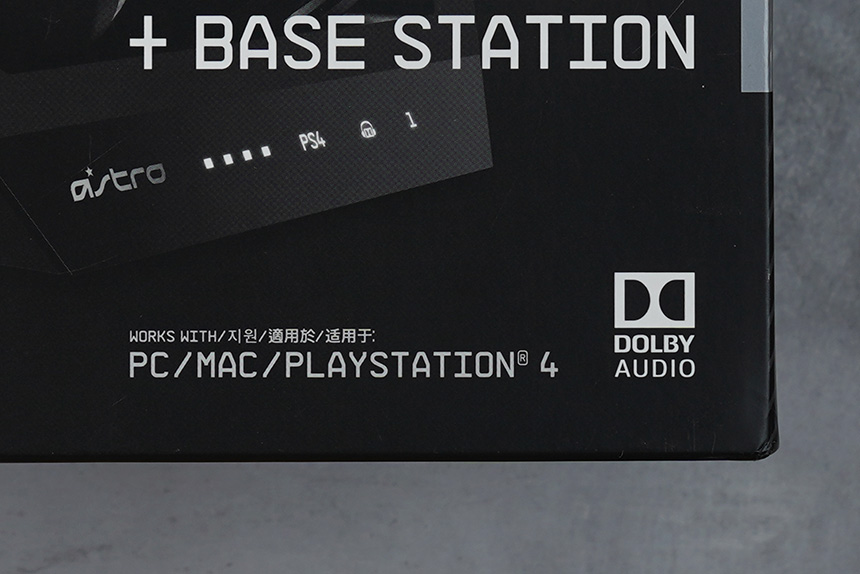 + BASE STATION
astro PS4 1
WORKS WITH/지원/適用於/适用于:
PC/MAC/PLAYSTATION® 4
DOLBY
AUDIO